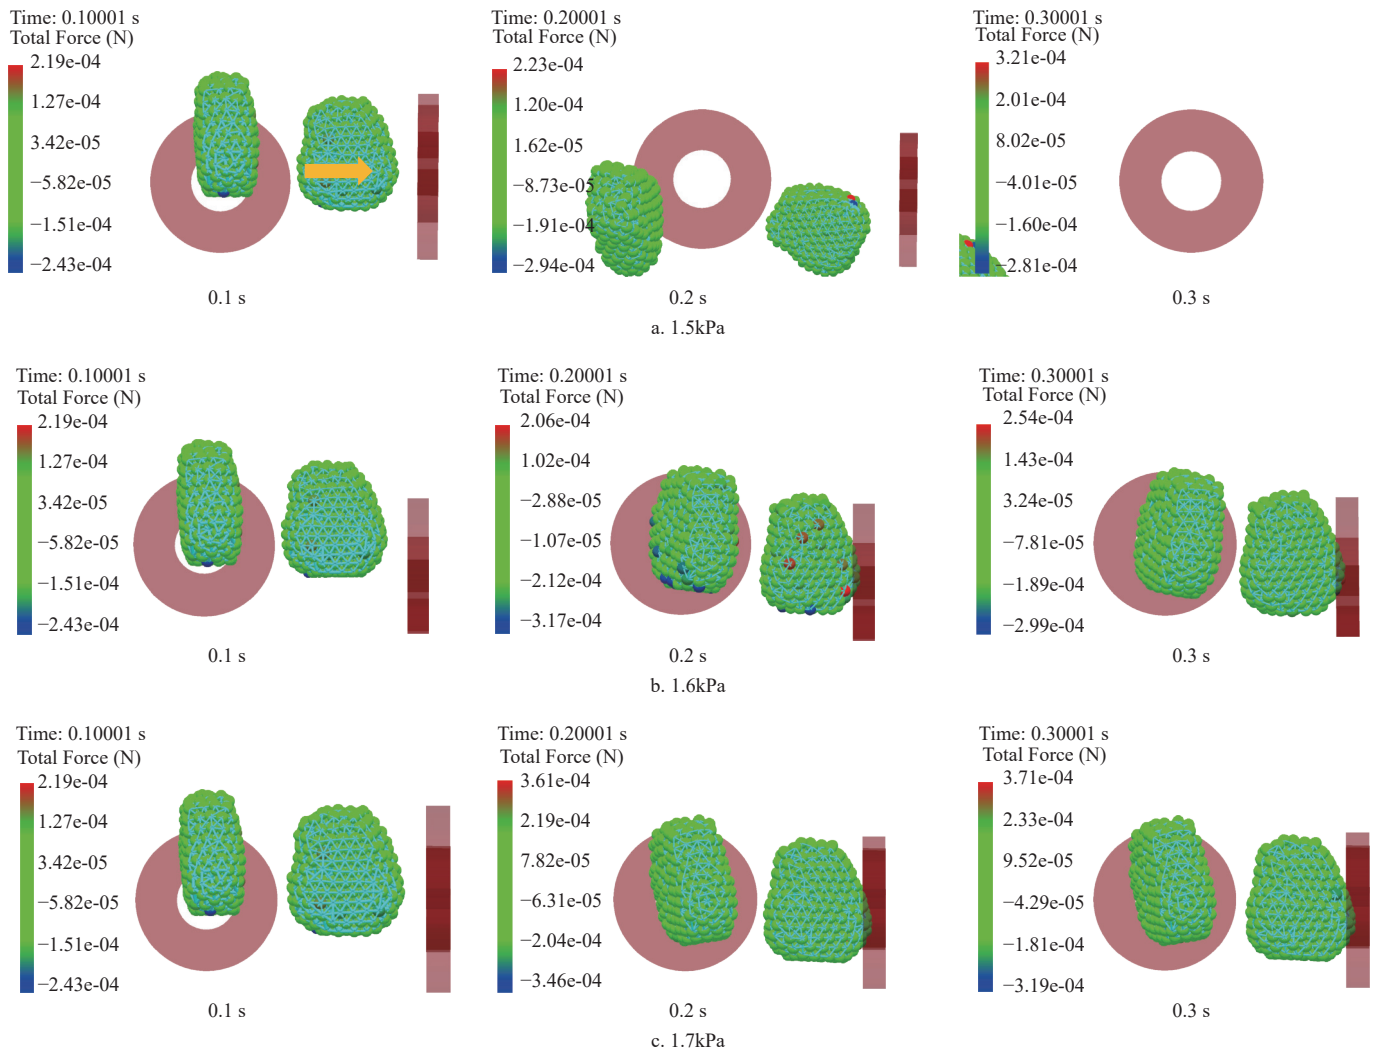 Time: 0.10001 s
Total Force (N)
2.19e-04
1.27e-04
3.42e-05
−5.82e-05
−1.51e-04
−2.43e-04
0.1 s
Time: 0.20001 s
Total Force (N)
2.23e-04
1.20e-04
1.62e-05
−8.73e-05
−1.91e-04
−2.94e-04
0.2 s
Time: 0.30001 s
Total Force (N)
3.21e-04
2.01e-04
8.02e-05
−4.01e-05
−1.60e-04
−2.81e-04
0.3 s
a. 1.5kPa
Time: 0.10001 s
Total Force (N)
2.19e-04
1.27e-04
3.42e-05
−5.82e-05
−1.51e-04
−2.43e-04
0.1 s
Time: 0.20001 s
Total Force (N)
2.06e-04
1.02e-04
−2.88e-05
−1.07e-04
−2.12e-04
−3.17e-04
0.2 s
Time: 0.30001 s
Total Force (N)
2.54e-04
1.43e-04
3.24e-05
−7.81e-05
−1.89e-04
−2.99e-04
0.3 s
b. 1.6kPa
Time: 0.10001 s
Total Force (N)
2.19e-04
1.27e-04
3.42e-05
−5.82e-05
−1.51e-04
−2.43e-04
0.1 s
Time: 0.20001 s
Total Force (N)
3.61e-04
2.19e-04
7.82e-05
−6.31e-05
−2.04e-04
−3.46e-04
0.2 s
Time: 0.30001 s
Total Force (N)
3.71e-04
2.33e-04
9.52e-05
−4.29e-05
−1.81e-04
−3.19e-04
0.3 s
c. 1.7kPa